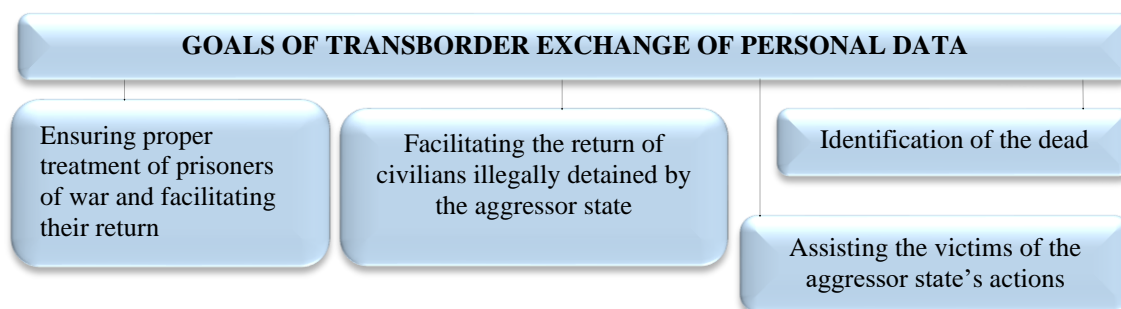 GOALS OF TRANSBORDER EXCHANGE OF PERSONAL DATA
Ensuring proper
treatment of prisoners
of war and facilitating
their return
Facilitating the return of
civilians illegally detained by
the aggressor state
Identification of the dead
Assisting the victims of the
aggressor state’s actions